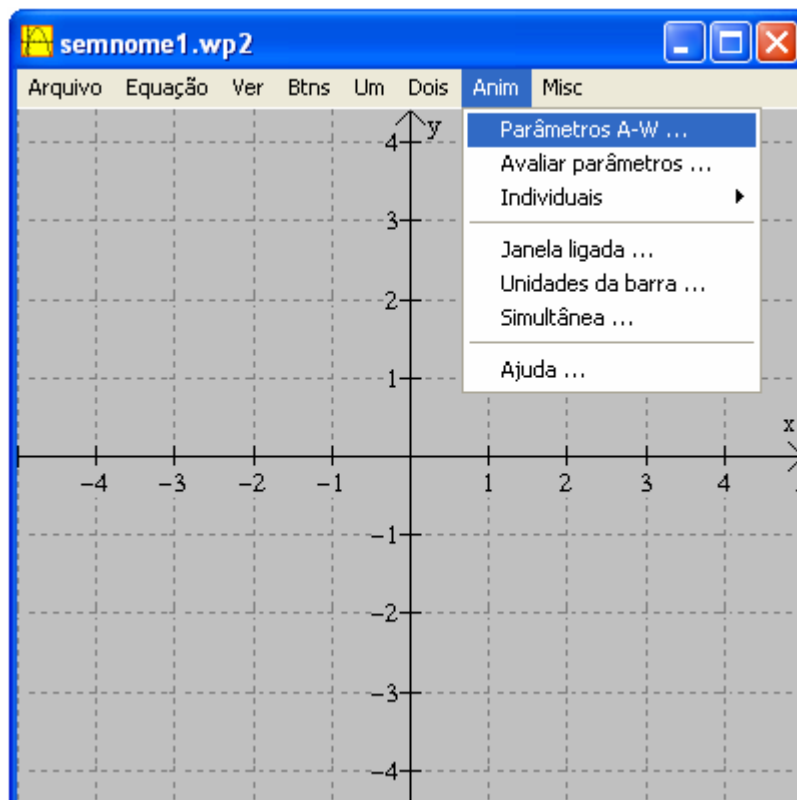 semnome1.wp2
Arquivo Equação Ver Btns Um Dois Anim Misc
Parâmetros A-W ...
Avaliar parâmetros ...
Individuais
Janela ligada ...
Unidades da barra ...
Simultânea ...
Ajuda ...
y
4
3
2
1
x
−4 −3 −2 −1 1 2 3 4
−1
−2
−3
−4